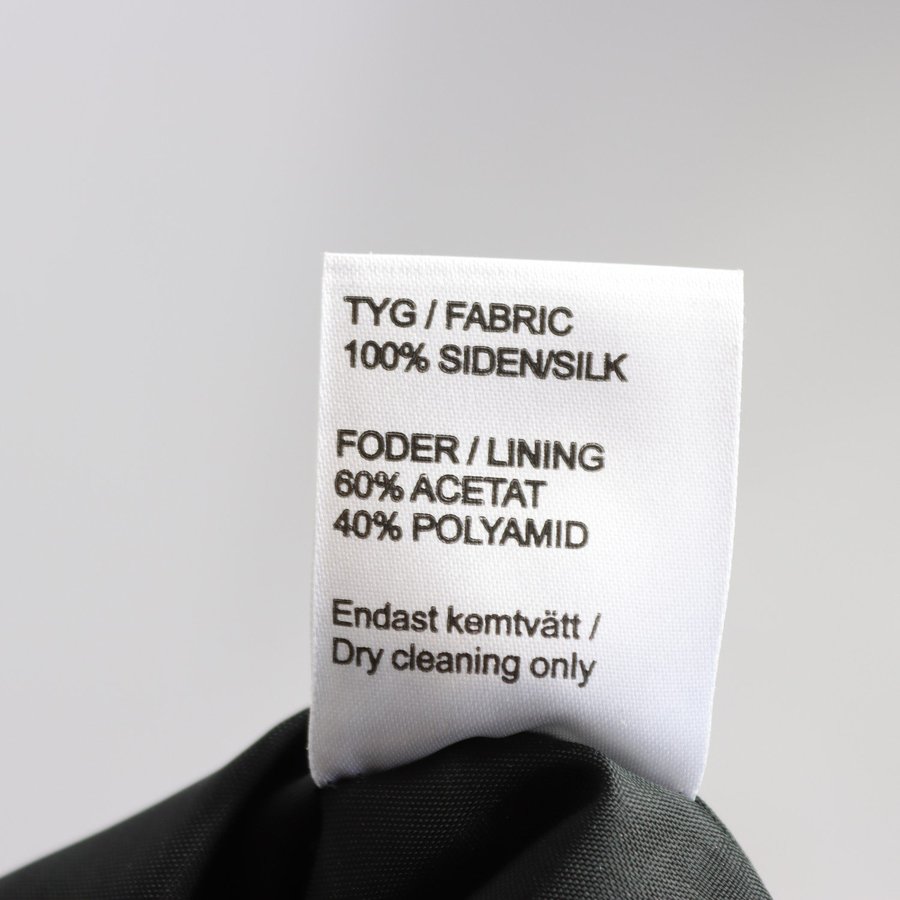 TYG / FABRIC
100% SIDEN/SILK
FODER / LINING
60% ACETAT
40% POLYAMID
Endast kemtvätt /
Dry cleaning only